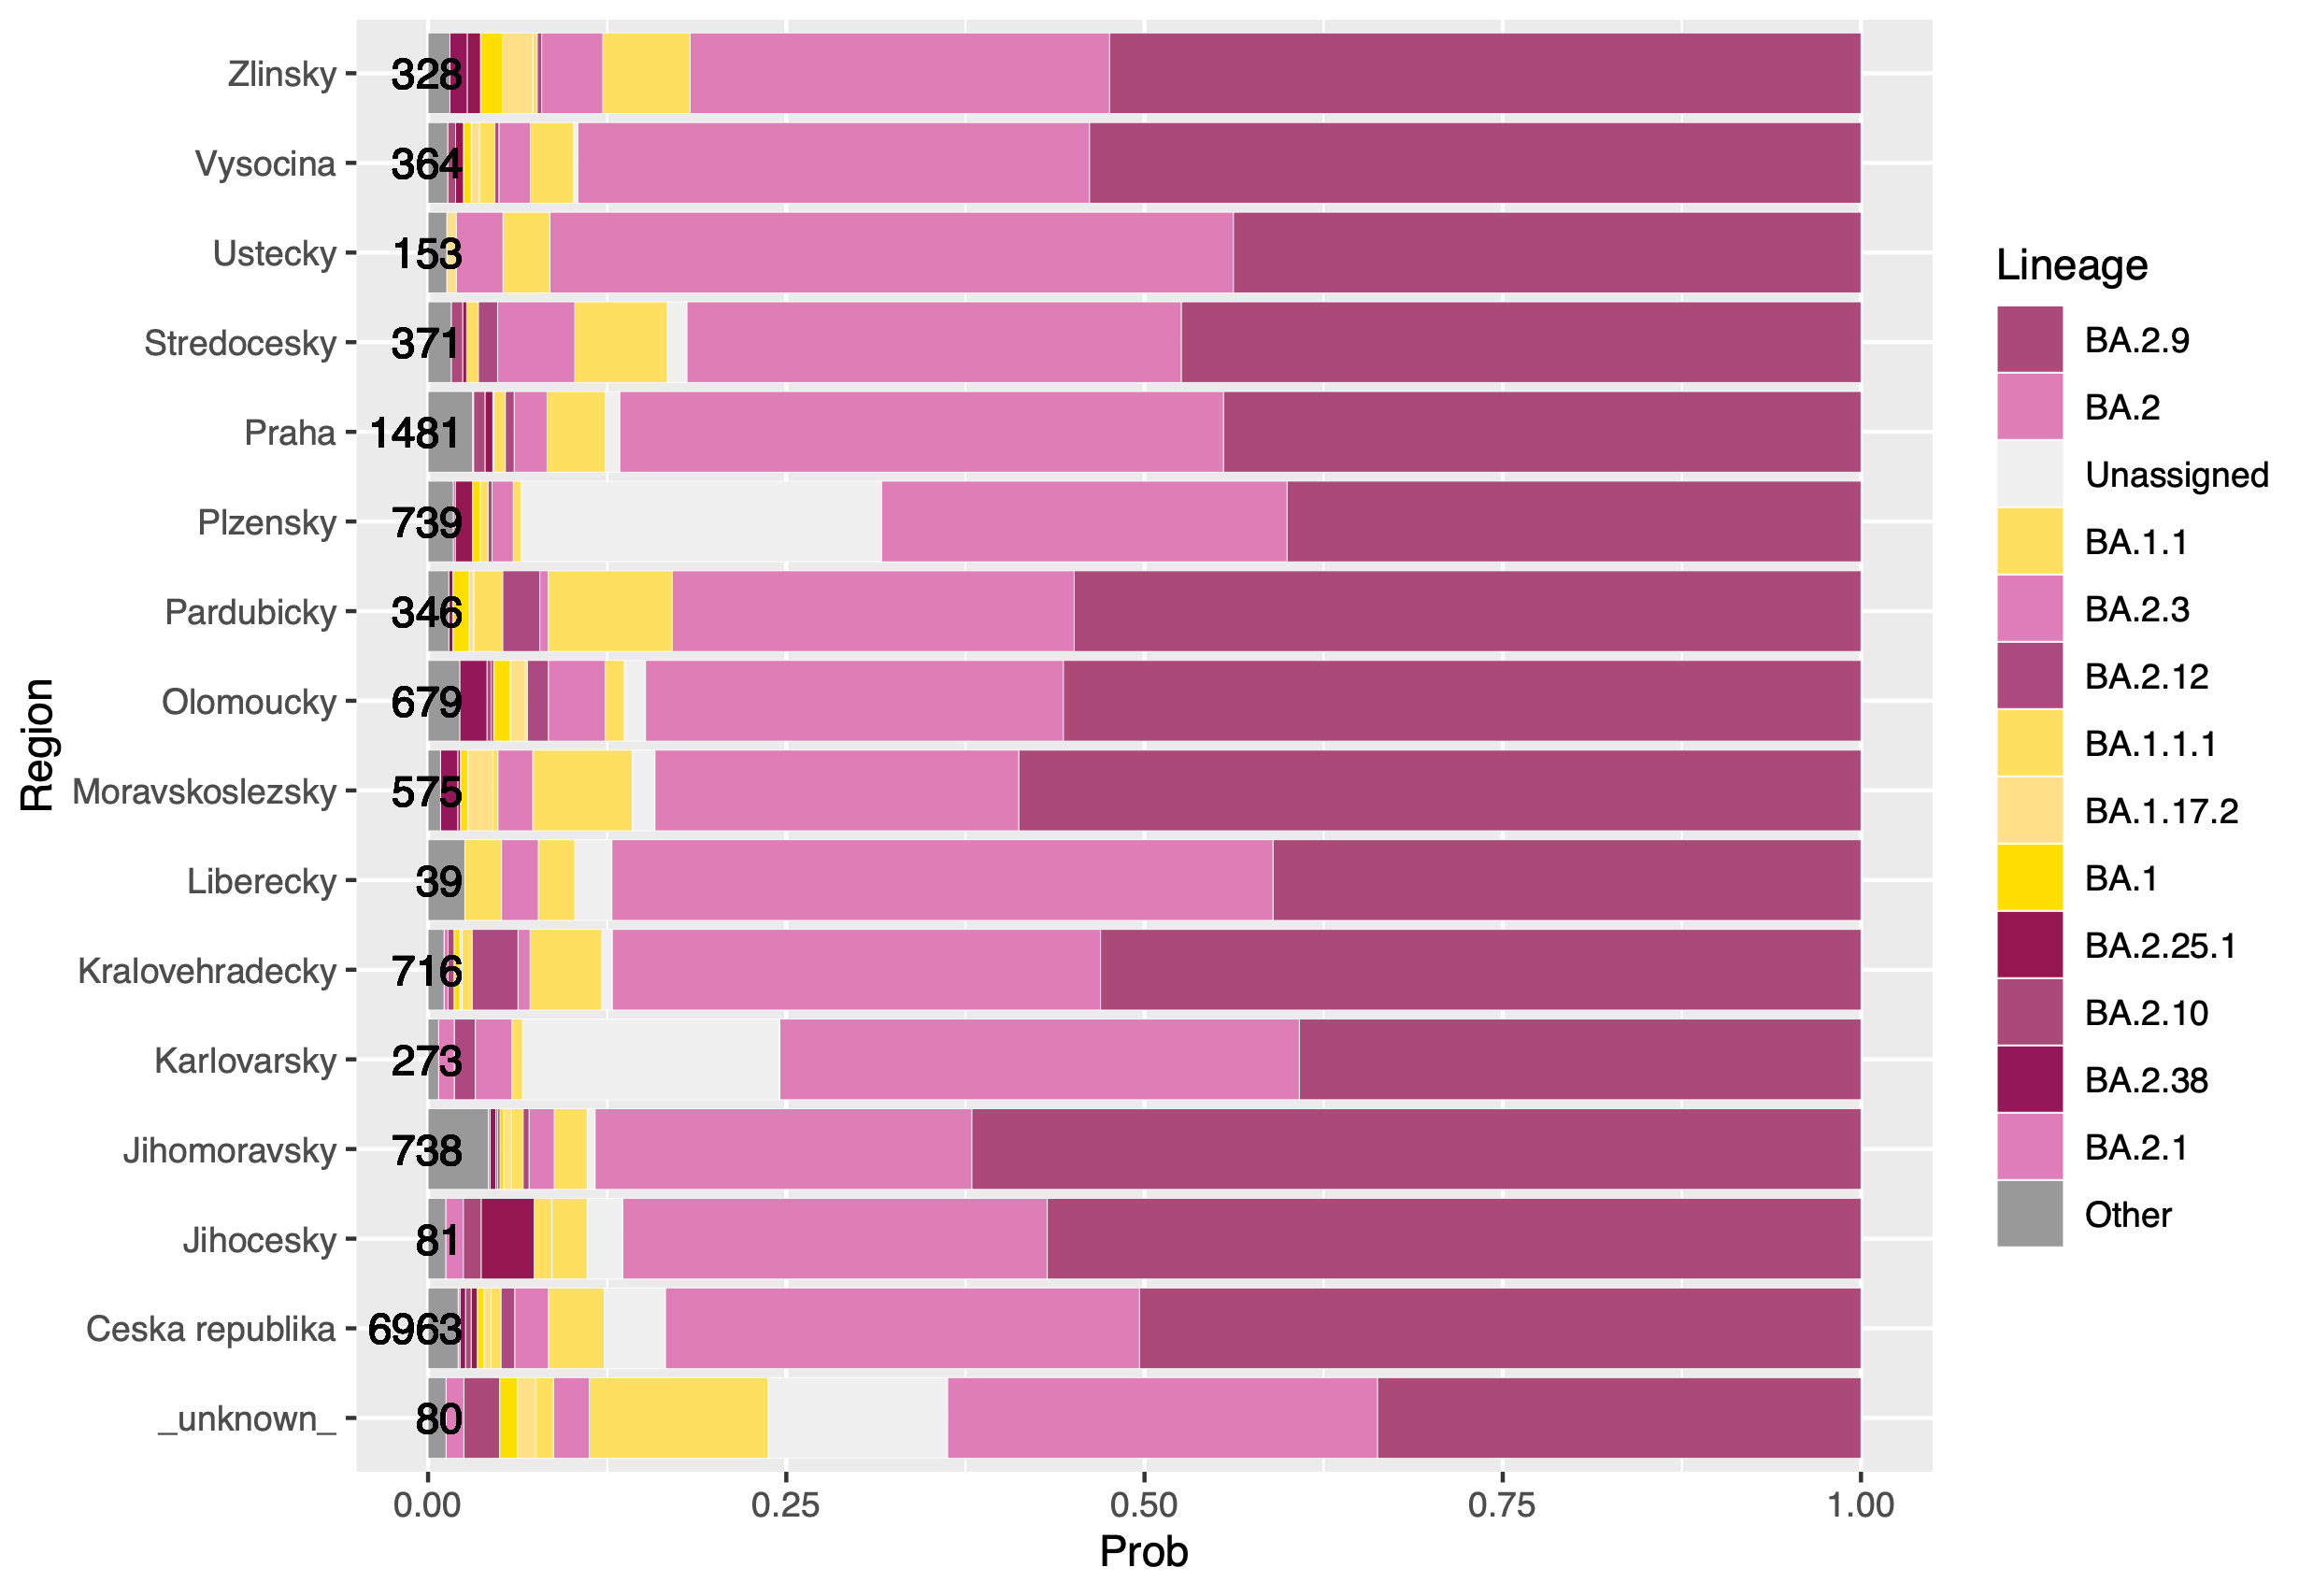 Zlinsky 328
Vysocina 364
Ustecky 153
Stredocesky 371
Praha 1481
Plzensky 739
Pardubicky 346
Olomoucky 679
Moravskoslezsky 575
Liberecky 39
Kralovehradecky 716
Karlovarsky 273
Jihomoravsky 738
Jihocesky 81
Ceska republika 6963
_unknown_ 80
Region
0.00 0.25 0.50 0.75 1.00
Prob
Lineage
BA.2.9
BA.2
Unassigned
BA.1.1
BA.2.3
BA.2.12
BA.1.1.1
BA.1.17.2
BA.1
BA.2.25.1
BA.2.10
BA.2.38
BA.2.1
Other